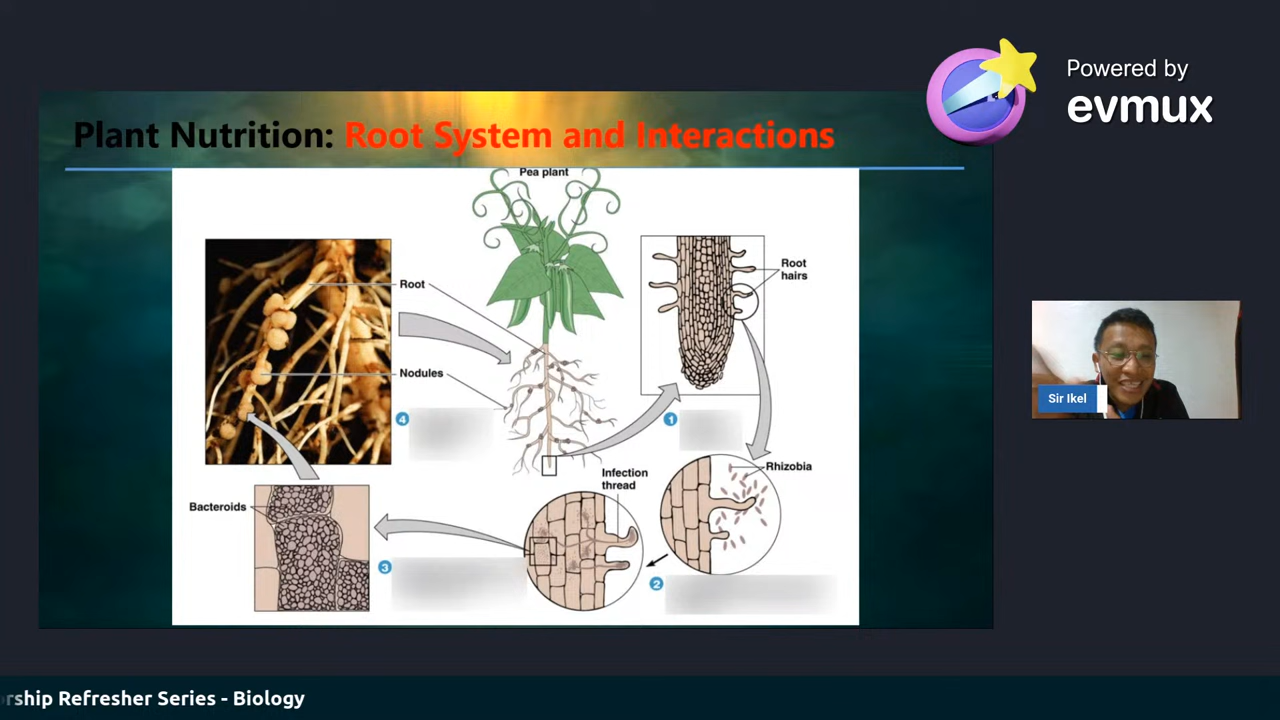 Powered by
evmux
Plant Nutrition: Root System and Interactions
Pea plant
Root
hairs
Root
Nodules
4
1
Sir Ikel
Infection
thread
Rhizobia
Bacteroids
3
2
rship Refresher Series - Biology